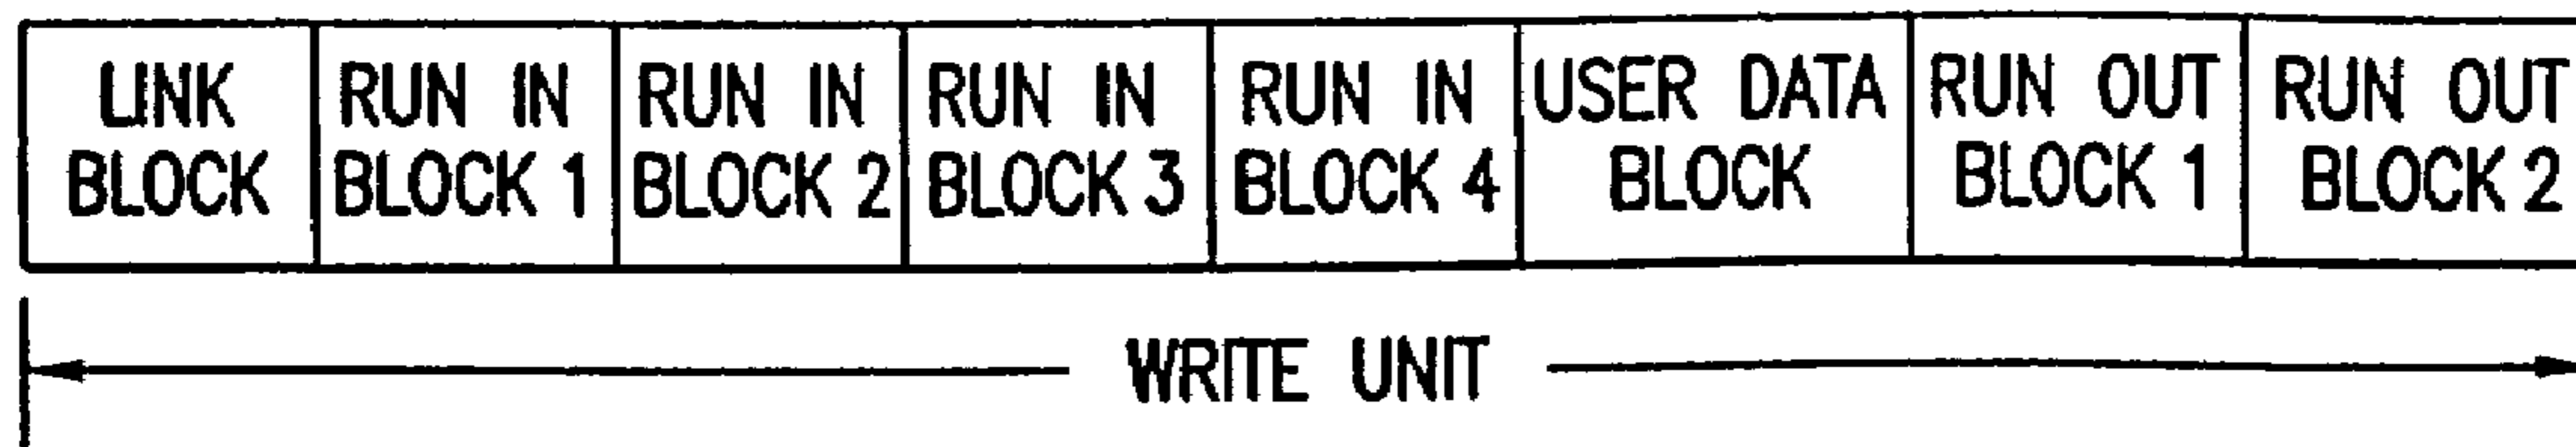 LINK BLOCK
RUN IN BLOCK 1
RUN IN BLOCK 2
RUN IN BLOCK 3
RUN IN BLOCK 4
USER DATA BLOCK
RUN OUT BLOCK 1
RUN OUT BLOCK 2
WRITE UNIT